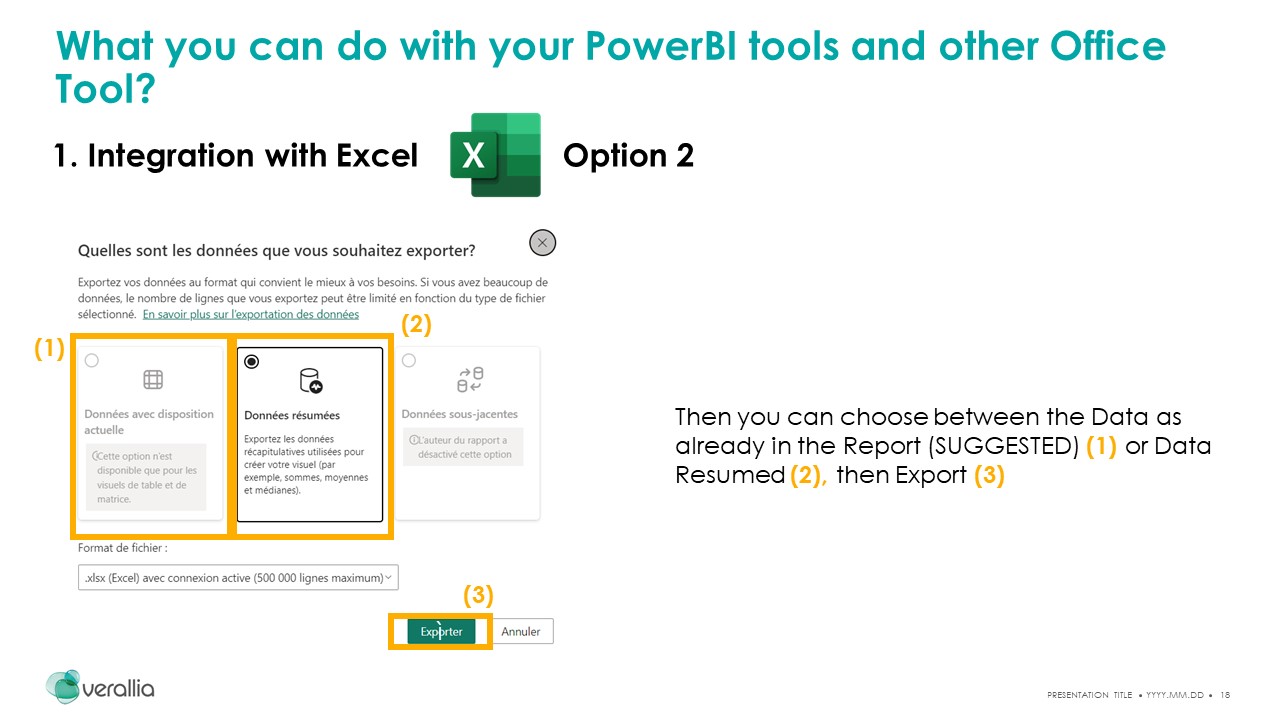 What you can do with your PowerBI tools and other Office
Tool?
1. Integration with Excel
X
Option 2
Quelles sont les données que vous souhaitez exporter?
Exportez vos données au format qui convient le mieux à vos besoins. Si vous avez beaucoup de
données, le nombre de lignes que vous exportez peut être limité en fonction du type de fichier
sélectionné. En savoir plus sur l'exportation des données
(1)
(2)
Données avec disposition
actuelle
Cette option n'est
disponible que pour les
visuels de table et de
matrice.
Données résumées
Exportez les données
récapitulatives utilisées pour
créer votre visuel (par
exemple, sommes, moyennes
et médianes).
Données sous-jacentes
L'auteur du rapport a
désactivé cette option
Format de fichier :
.xlsx (Excel) avec connexion active (500 000 lignes maximum)
(3)
Exporter
Annuler
Then you can choose between the Data as
already in the Report (SUGGESTED) (1) or Data
Resumed (2), then Export (3)
verallia
PRESENTATION TITLE • YYYY.MM.DD • 18